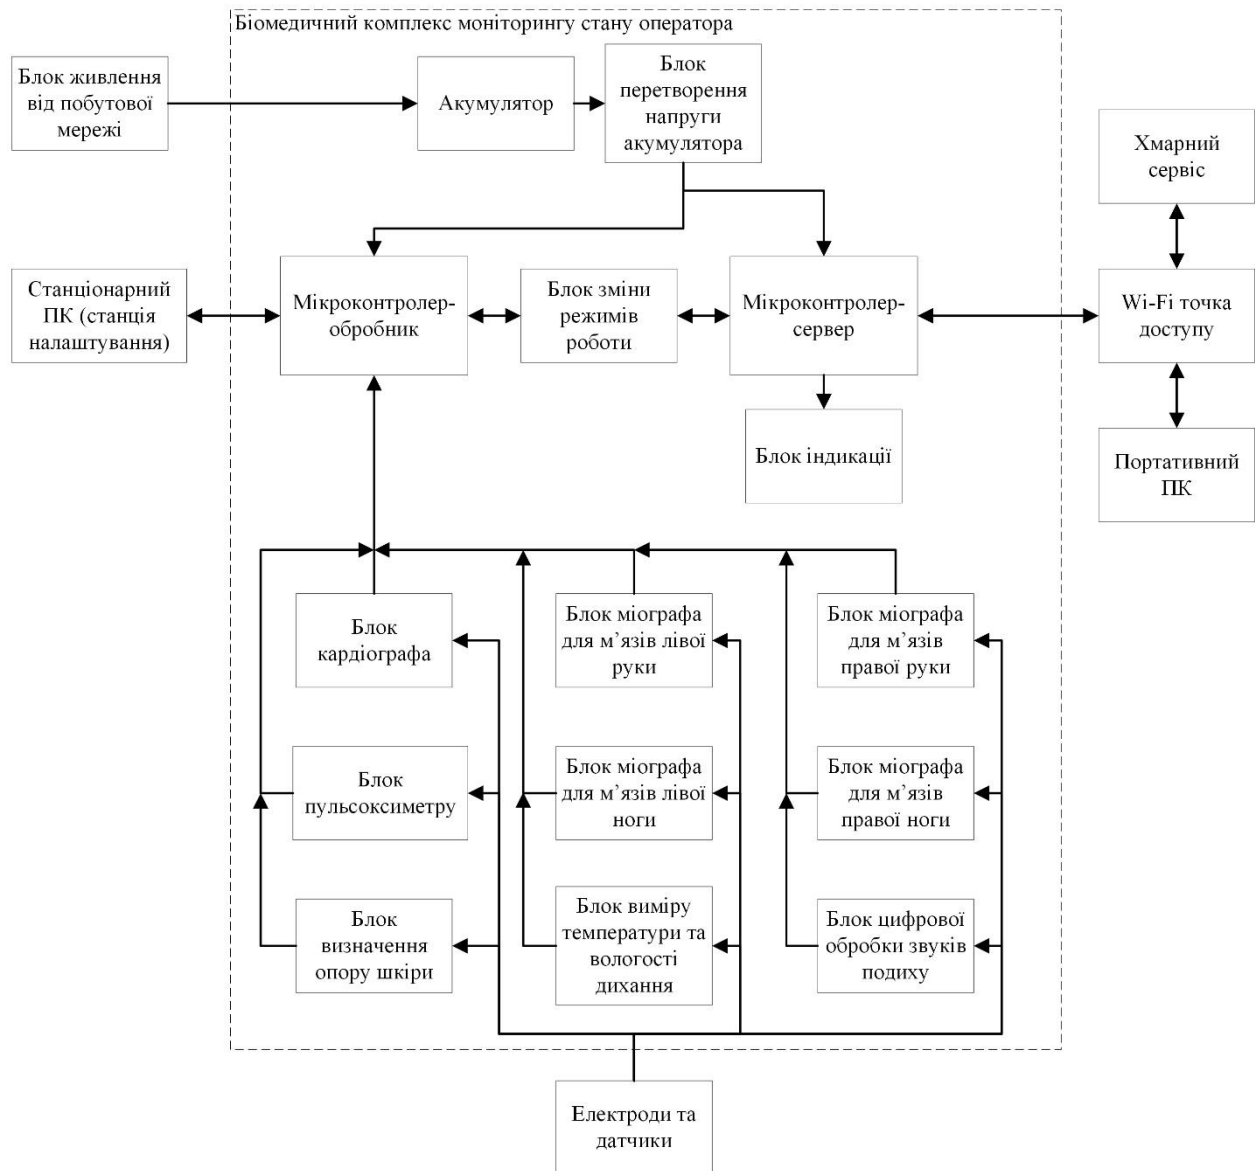 Біомедичний комплекс моніторингу стану оператора
Блок живлення
від побутової
мережі
Акумулятор
Блок
перетворення
напруги
акумулятора
Хмарний
сервіс
Станціонарний
ПК (станція
налаштування)
Мікроконтролер-
обробник
Блок зміни
режимів
роботи
Мікроконтролер-
сервер
Wi-Fi точка
доступу
Блок індикації
Портативний
ПК
Блок
кардіографа
Блок міографа
для м’язів лівої
руки
Блок міографа
для м’язів
правої руки
Блок
пульсоксиметру
Блок міографа
для м’язів лівої
ноги
Блок міографа
для м’язів
правої ноги
Блок
визначення
опору шкіри
Блок виміру
температури та
вологості
дихання
Блок цифрової
обробки звуків
подиху
Електроди та
датчики